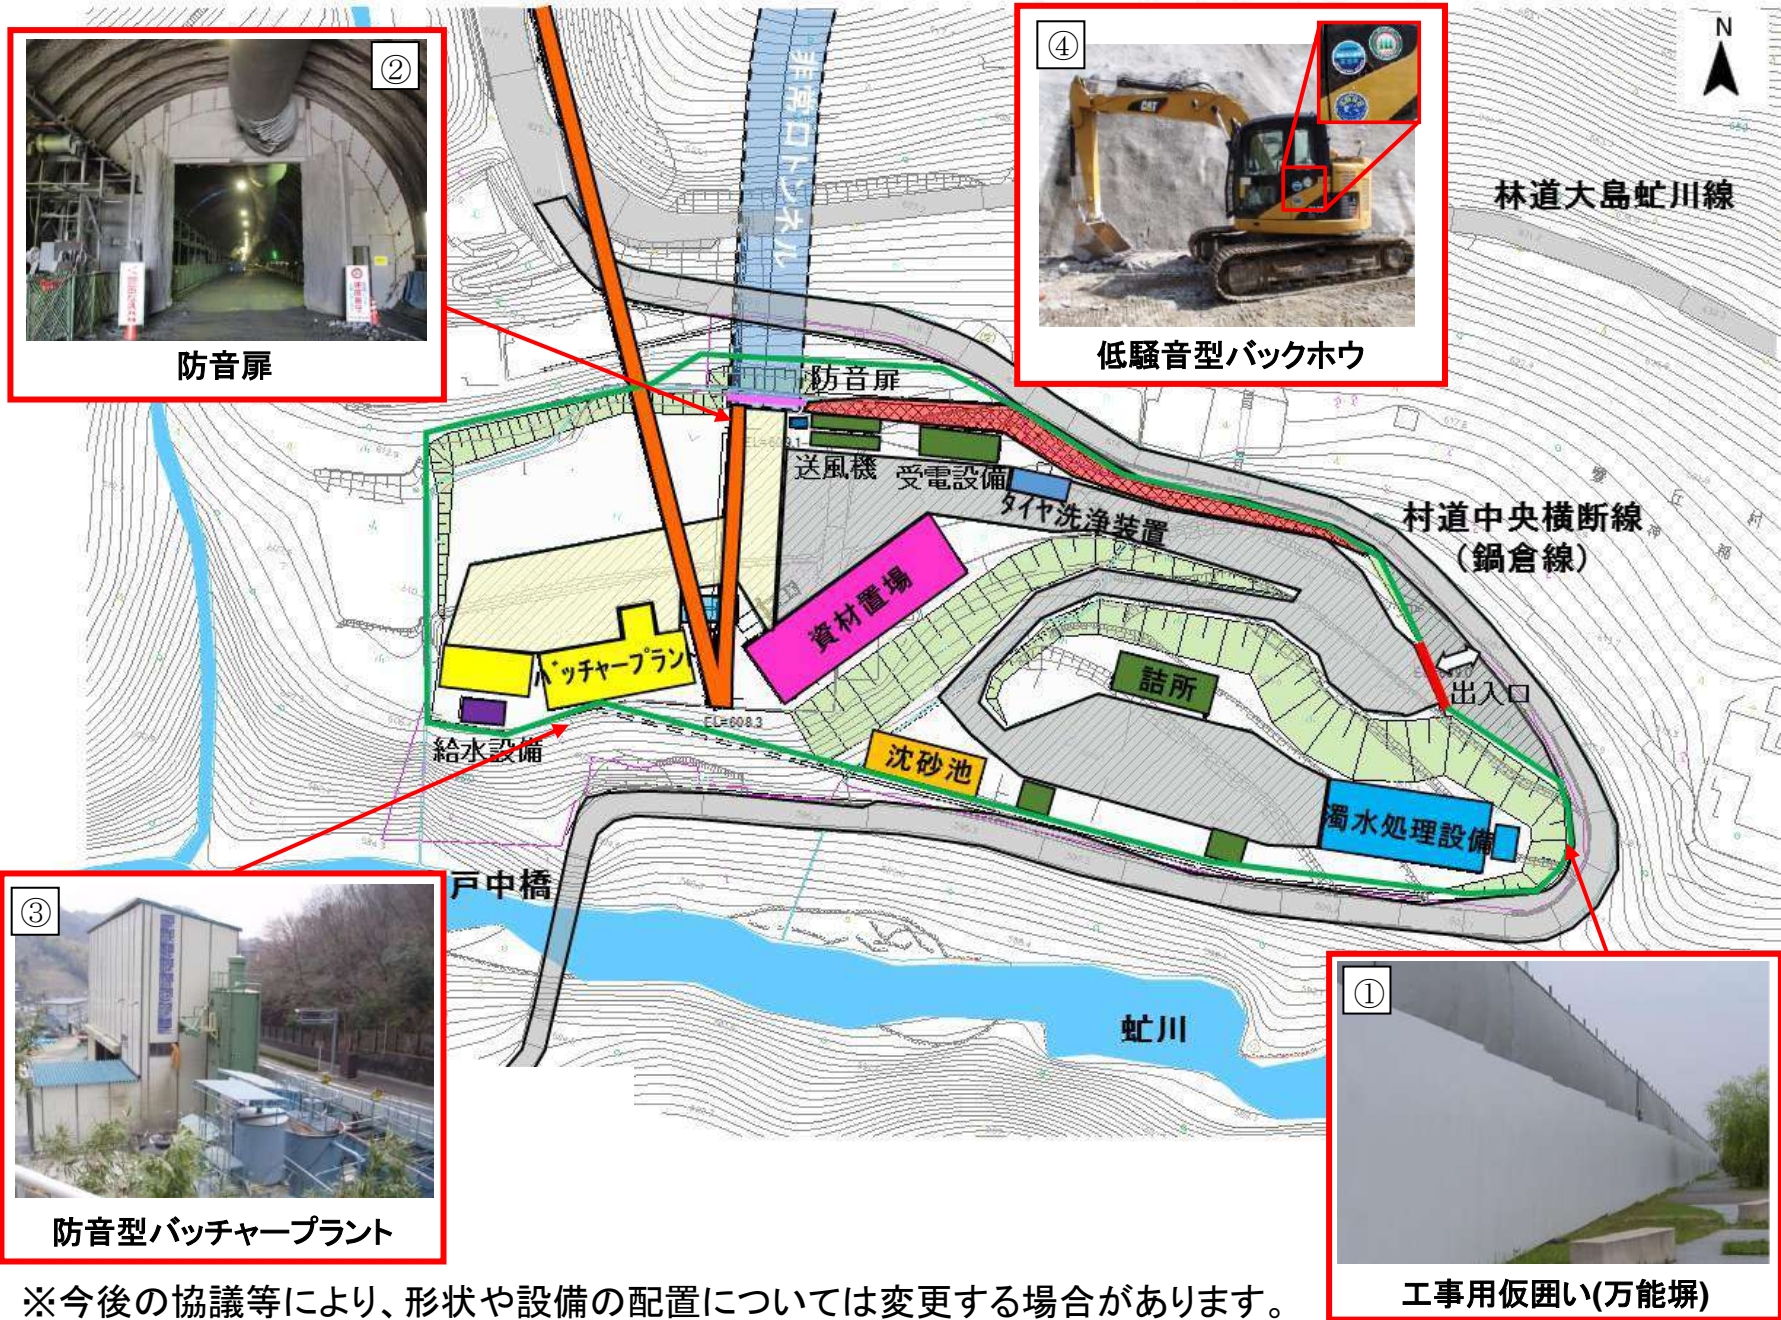 ②
防音扉
④
CAT
低騒音型バックホウ
N
林道大島虻川線
非常口トンネル
防音扉
送風機
受電設備
タイヤ洗浄装置
村道中央横断線
(鍋倉線)
資材置場
バッチャープラント
詰所
出入口
EL=608.3
給水設備
沈砂池
濁水処理設備
戸中橋
虻川
③
防音型バッチャープラント
①
工事用仮囲い(万能塀)
※今後の協議等により、形状や設備の配置については変更する場合があります。